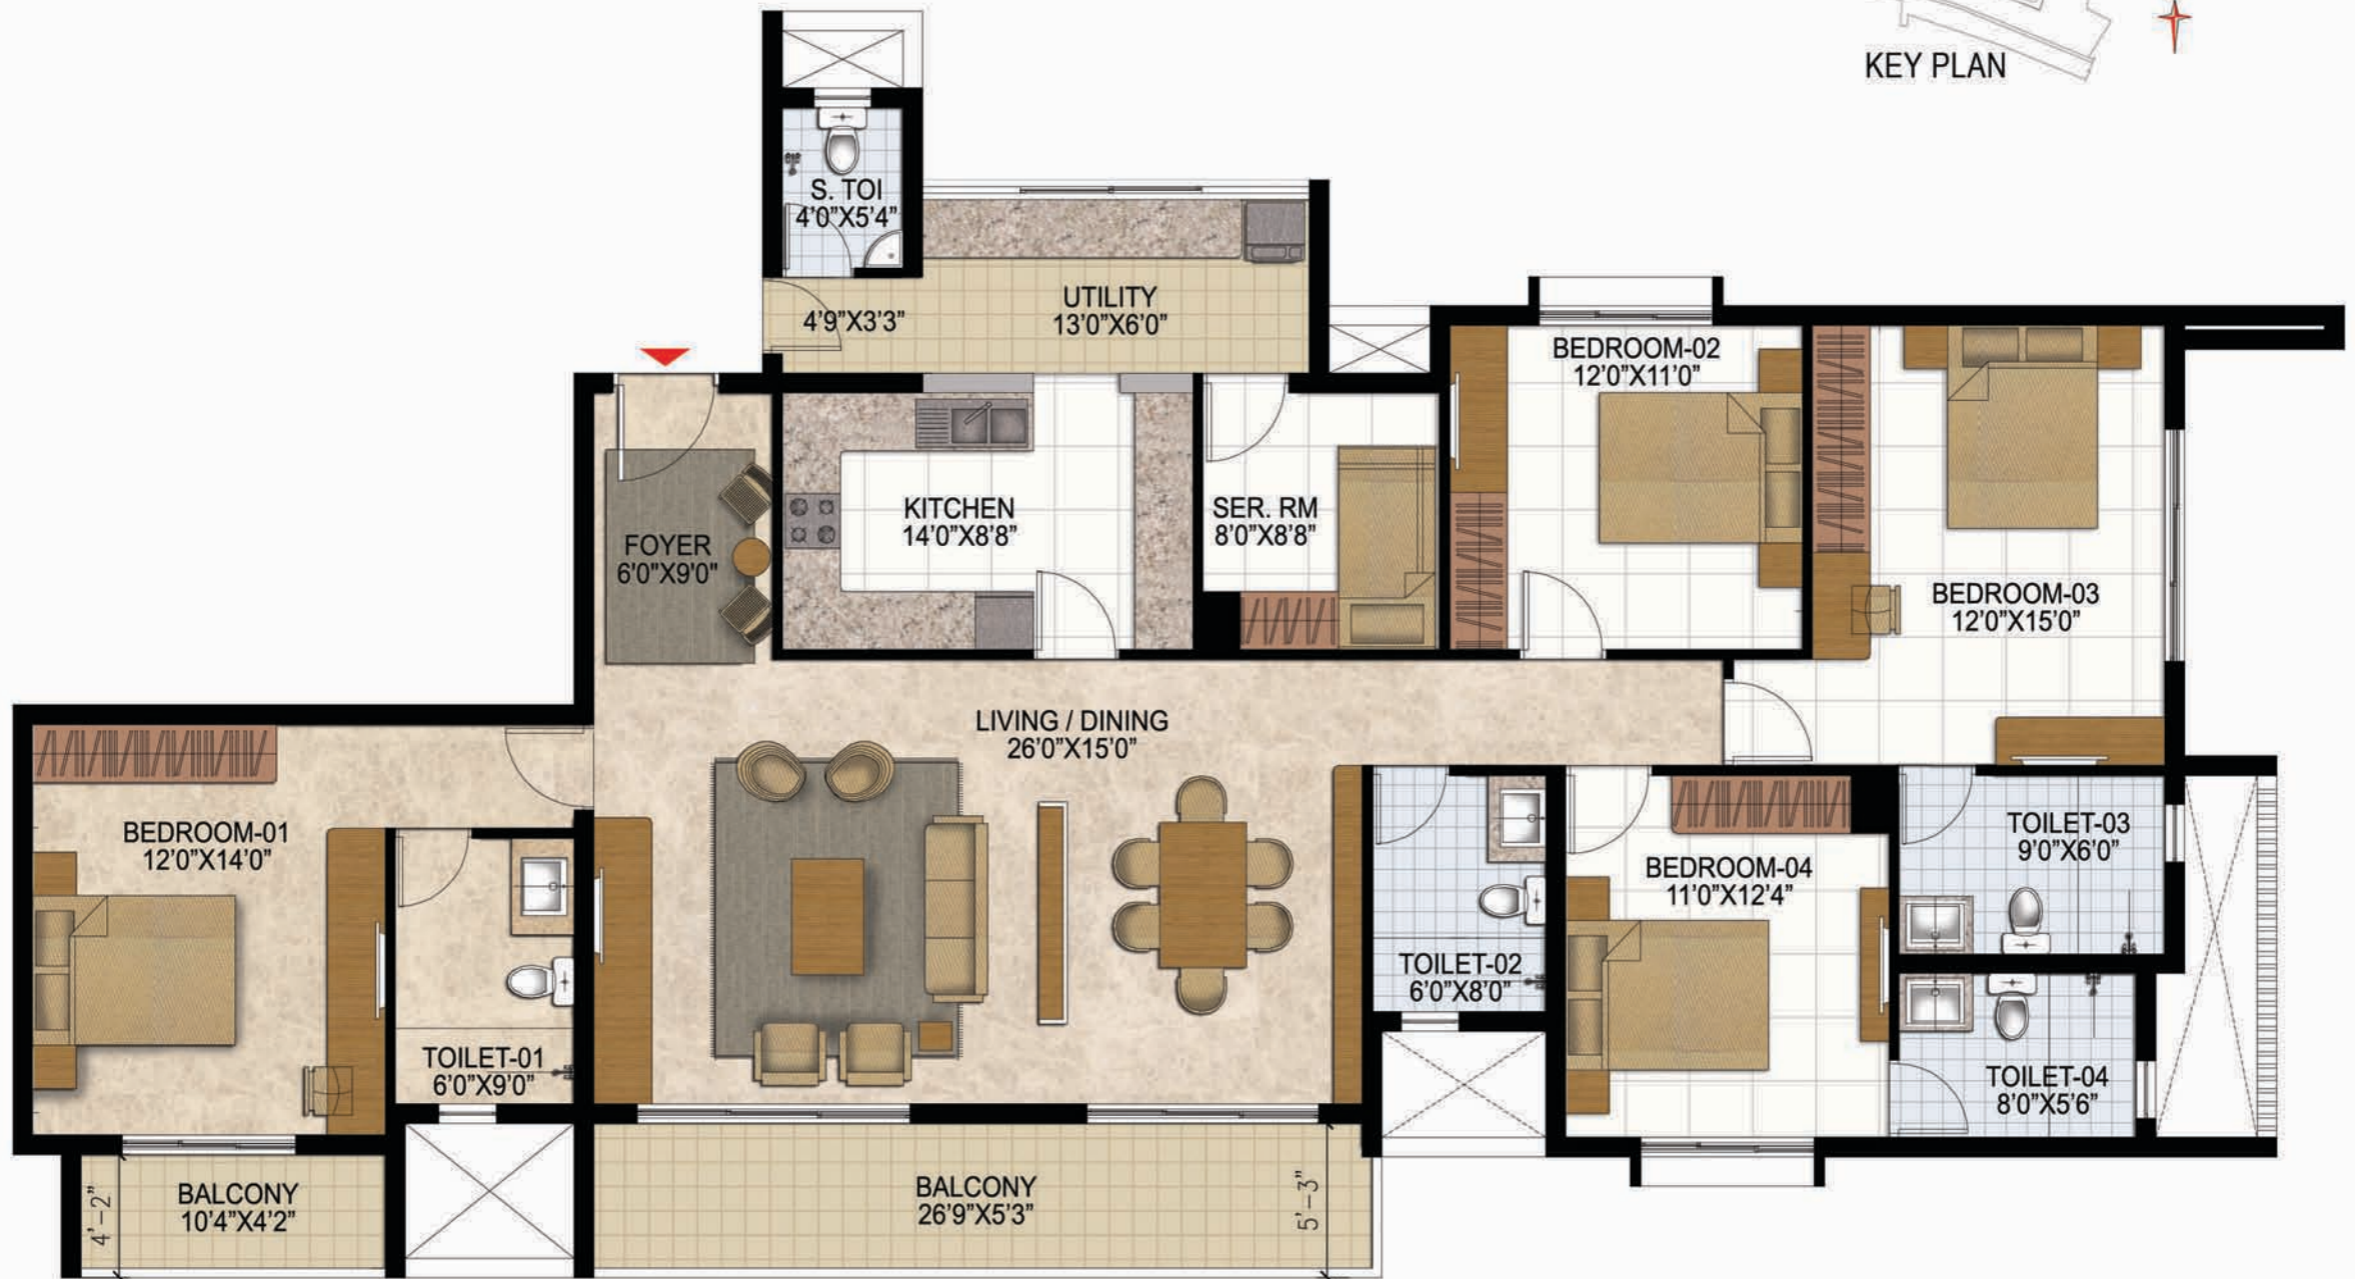 KEY PLAN
S. TOI
4'0"X5'4"
4'9"X3'3"
UTILITY
13'0"X6'0"
BEDROOM-02
12'0"X11'0"
FOYER
6'0"X9'0"
KITCHEN
14'0"X8'8"
SER. RM
8'0"X8'8"
BEDROOM-03
12'0"X15'0"
LIVING / DINING
26'0"X15'0"
BEDROOM-01
12'0"X14'0"
TOILET-03
9'0"X6'0"
BEDROOM-04
11'0"X12'4"
TOILET-02
6'0"X8'0"
TOILET-01
6'0"X9'0"
TOILET-04
8'0"X5'6"
4'-2"
BALCONY
10'4"X4'2"
BALCONY
26'9"X5'3"
5'-3"